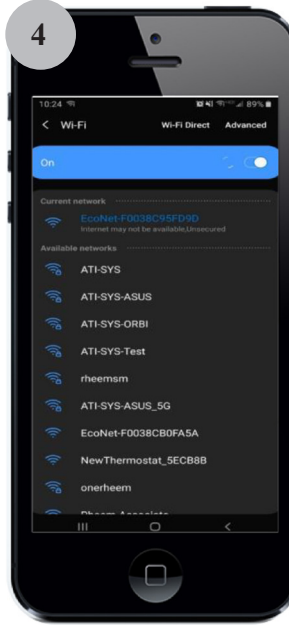 4
10:24 89%
Wi-Fi Wi-Fi Direct Advanced
On
Current network
EcoNet-F0038C95FD9D
Internet may not be available,Unsecured
Available networks
ATI-SYS
ATI-SYS-ASUS
ATI-SYS-ORBI
ATI-SYS-Test
rheemsm
ATI-SYS-ASUS_5G
EcoNet-F0038CB0FA5A
NewThermostat_5ECB8B
onerheem
Rheem Associate